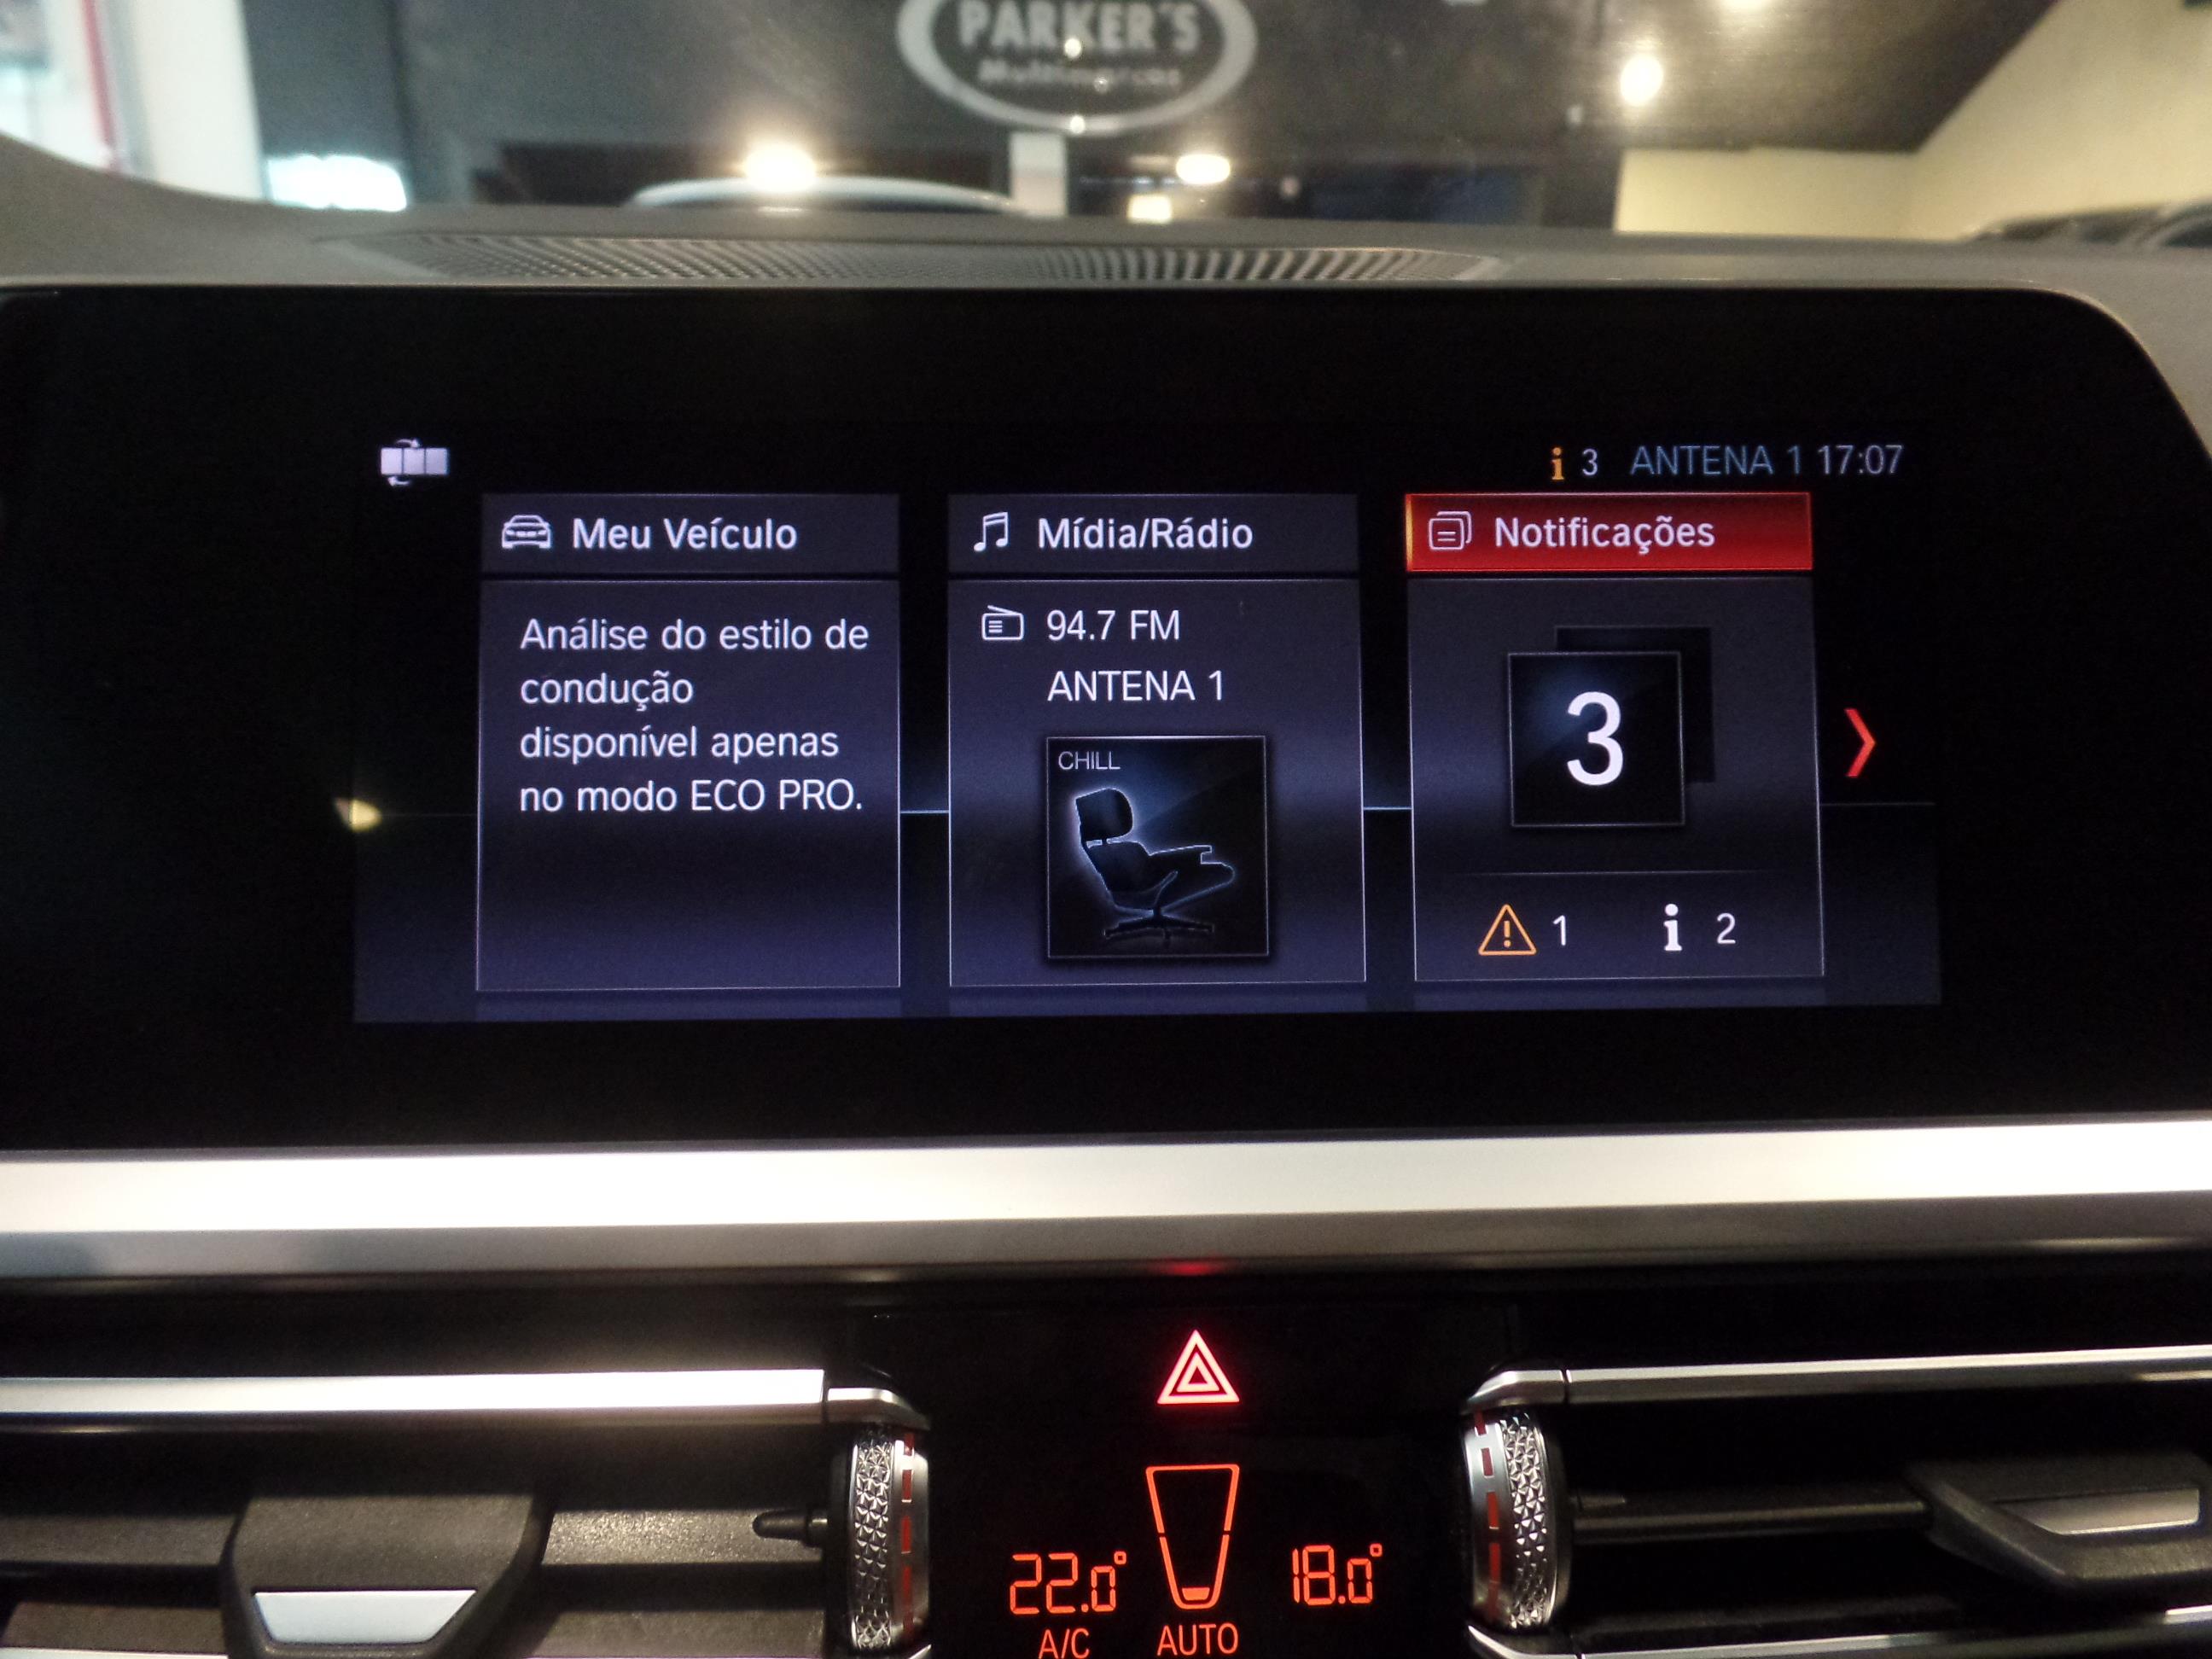 PARKER'S
Multimarcas
i 3 ANTENA 1 17:07
Meu Veículo
Análise do estilo de
condução
disponível apenas
no modo ECO PRO.
Mídia/Rádio
94.7 FM
ANTENA 1
CHILL
Notificações
3
1 i 2
22.0° 18.0°
A/C AUTO